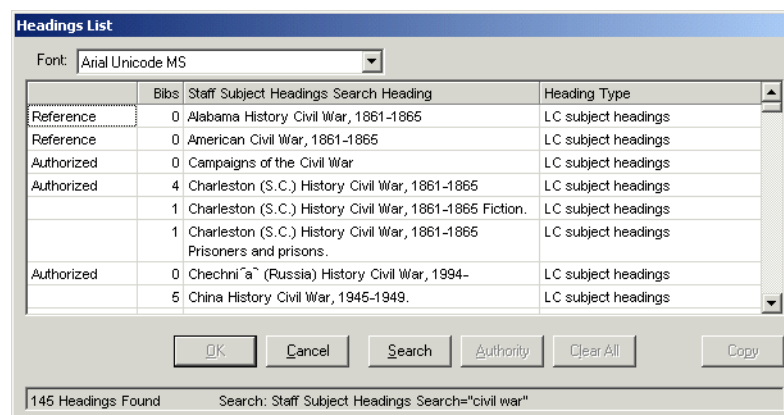 Headings List
Font: Arial Unicode MS
Bibs Staff Subject Headings Search Heading Heading Type
Reference 0 Alabama History Civil War, 1861-1865 LC subject headings
Reference 0 American Civil War, 1861-1865 LC subject headings
Authorized 0 Campaigns of the Civil War LC subject headings
Authorized 4 Charleston (S.C.) History Civil War, 1861-1865 LC subject headings
1 Charleston (S.C.) History Civil War, 1861-1865 Fiction. LC subject headings
1 Charleston (S.C.) History Civil War, 1861-1865 LC subject headings
Prisoners and prisons.
Authorized 0 Chechni͡a͡ (Russia) History Civil War, 1994- LC subject headings
5 China History Civil War, 1945-1949. LC subject headings
OK Cancel Search Authority Clear All Copy
145 Headings Found Search: Staff Subject Headings Search="civil war"